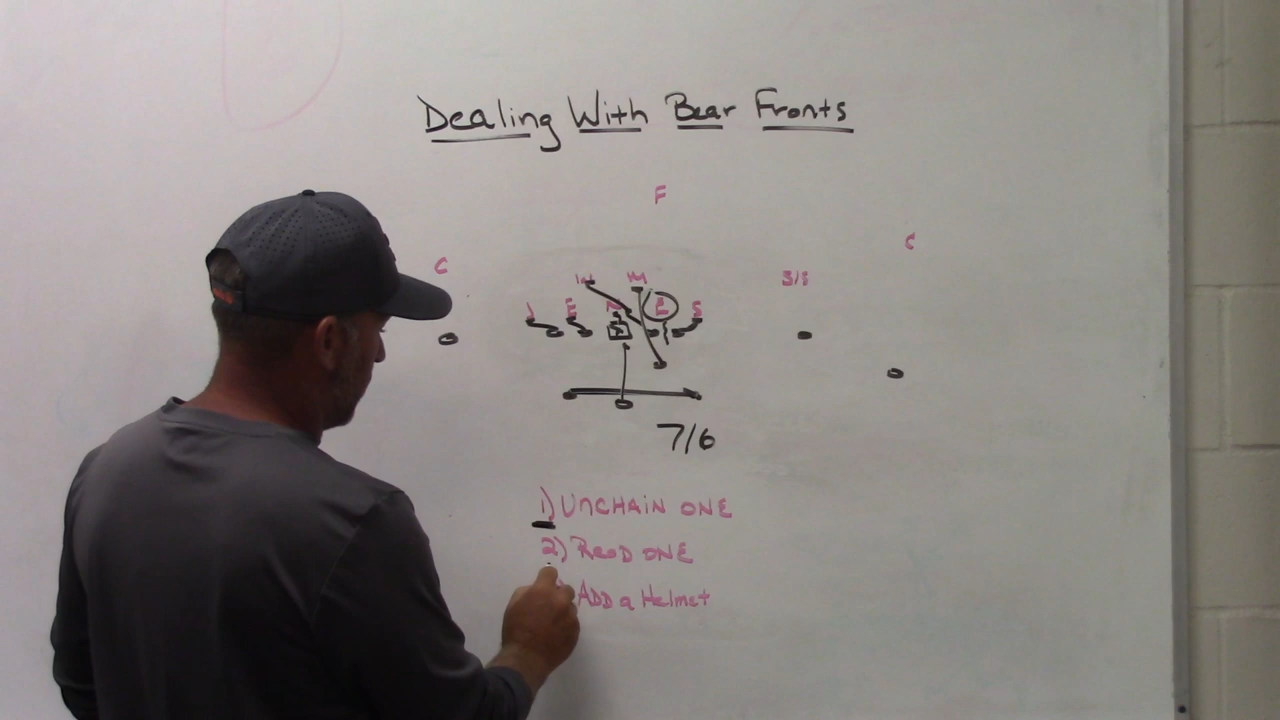 Dealing With Bear Fronts
F
C
C
W M S/S
J E N E S
7/6
1) UNCHAIN ONE
2) READ ONE
ADD a Helmet